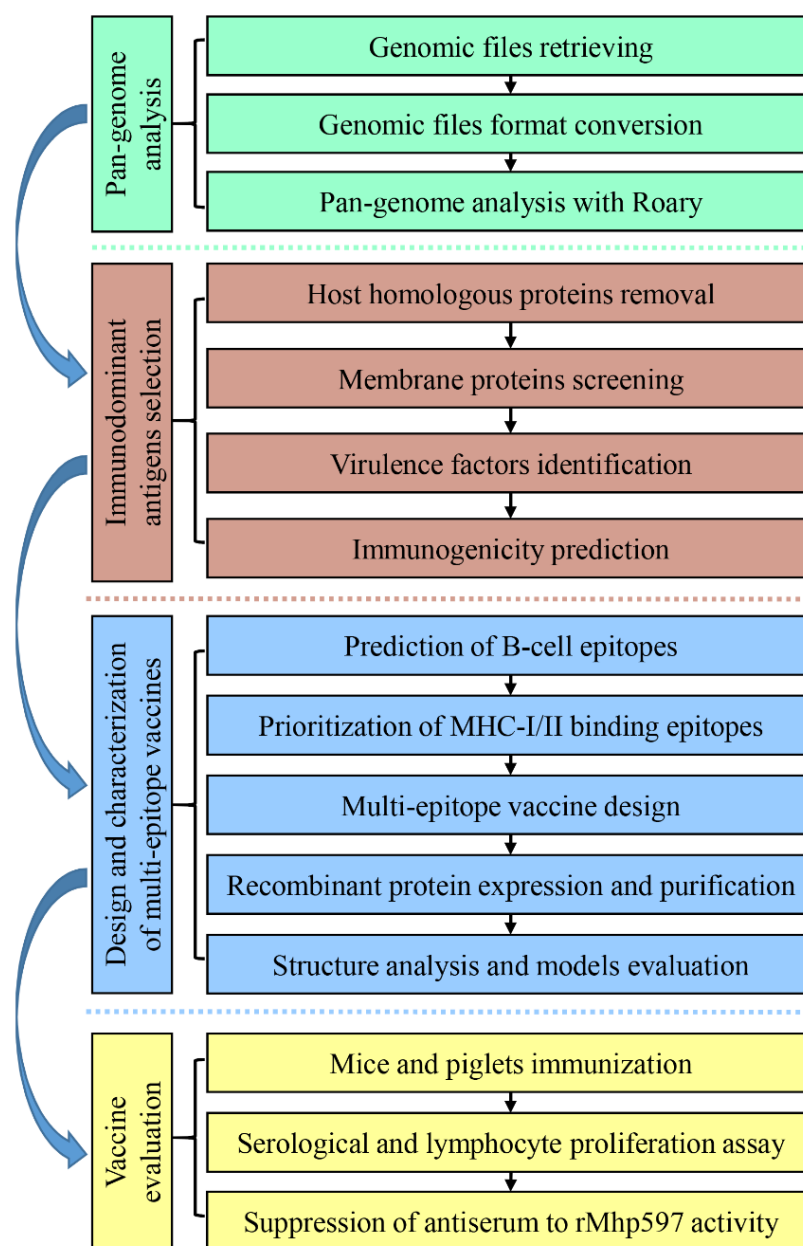 Pan-genome
analysis
Genomic files retrieving
Genomic files format conversion
Pan-genome analysis with Roary
Immunodominant
antigens selection
Host homologous proteins removal
Membrane proteins screening
Virulence factors identification
Immunogenicity prediction
Design and characterization
of multi-epitope vaccines
Prediction of B-cell epitopes
Prioritization of MHC-I/II binding epitopes
Multi-epitope vaccine design
Recombinant protein expression and purification
Structure analysis and models evaluation
Vaccine
evaluation
Mice and piglets immunization
Serological and lymphocyte proliferation assay
Suppression of antiserum to rMhp597 activity